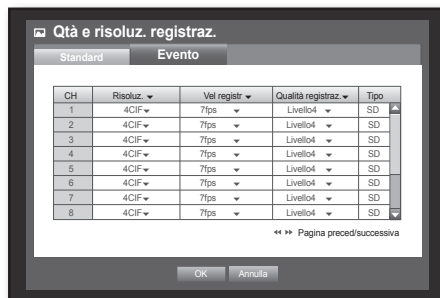 Qtà e risoluz. registraz.
Standard Evento
CH Risoluz. Vel registr Qualità registraz. Tipo
1 4CIF 7fps Livello4 SD
2 4CIF 7fps Livello4 SD
3 4CIF 7fps Livello4 SD
4 4CIF 7fps Livello4 SD
5 4CIF 7fps Livello4 SD
6 4CIF 7fps Livello4 SD
7 4CIF 7fps Livello4 SD
8 4CIF 7fps Livello4 SD
Pagina preced/successiva
OK Annulla